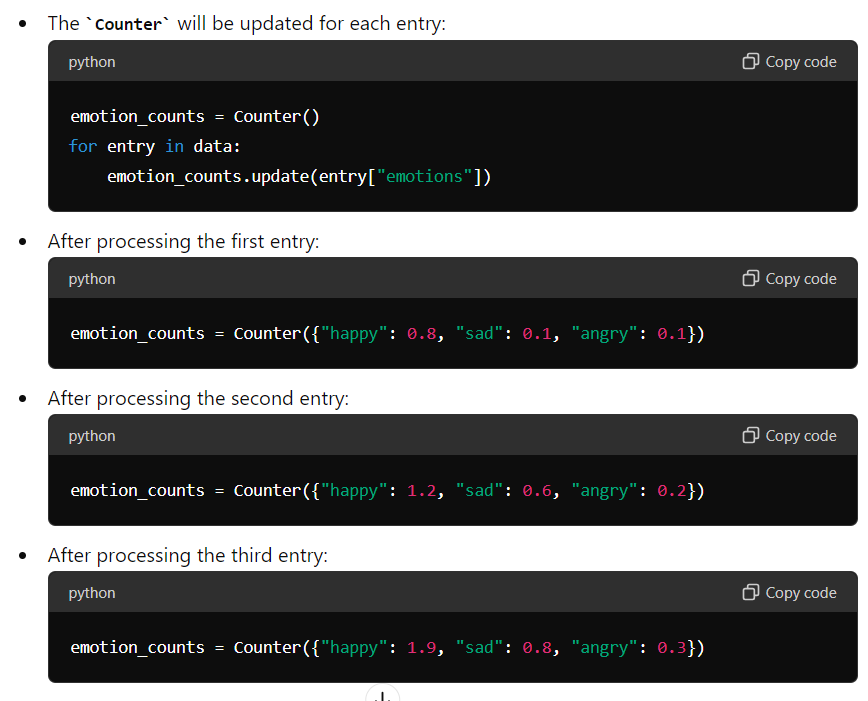 • The `Counter` will be updated for each entry:
python Copy code
emotion_counts = Counter()
for entry in data:
    emotion_counts.update(entry["emotions"])
• After processing the first entry:
python Copy code
emotion_counts = Counter({"happy": 0.8, "sad": 0.1, "angry": 0.1})
• After processing the second entry:
python Copy code
emotion_counts = Counter({"happy": 1.2, "sad": 0.6, "angry": 0.2})
• After processing the third entry:
python Copy code
emotion_counts = Counter({"happy": 1.9, "sad": 0.8, "angry": 0.3})